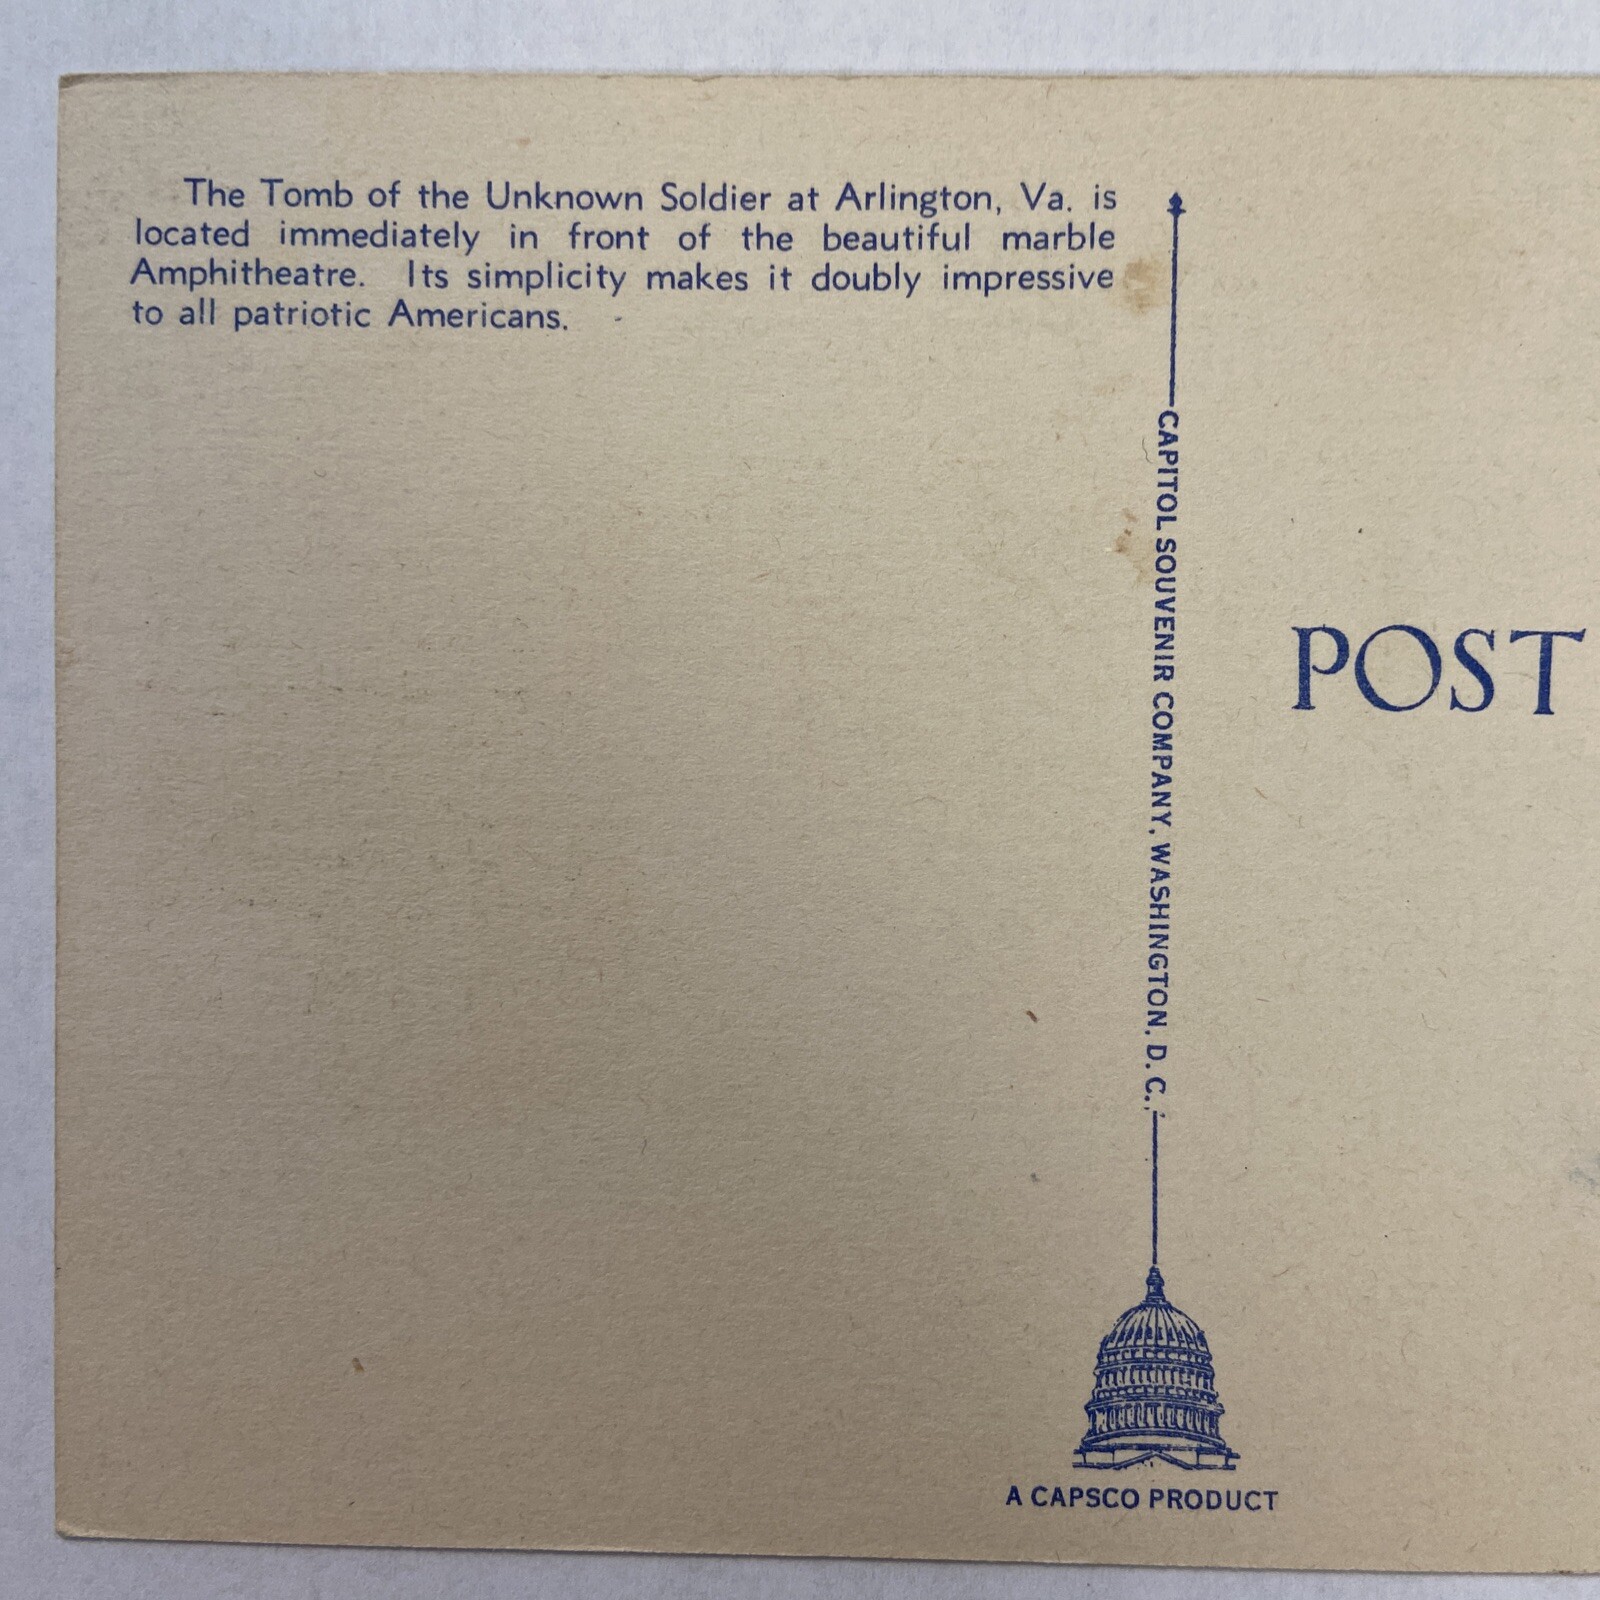 The Tomb of the Unknown Soldier at Arlington, Va. is
located immediately in front of the beautiful marble
Amphitheatre. Its simplicity makes it doubly impressive
to all patriotic Americans.
CAPITOL SOUVENIR COMPANY, WASHINGTON, D. C.
POST
A CAPSCO PRODUCT